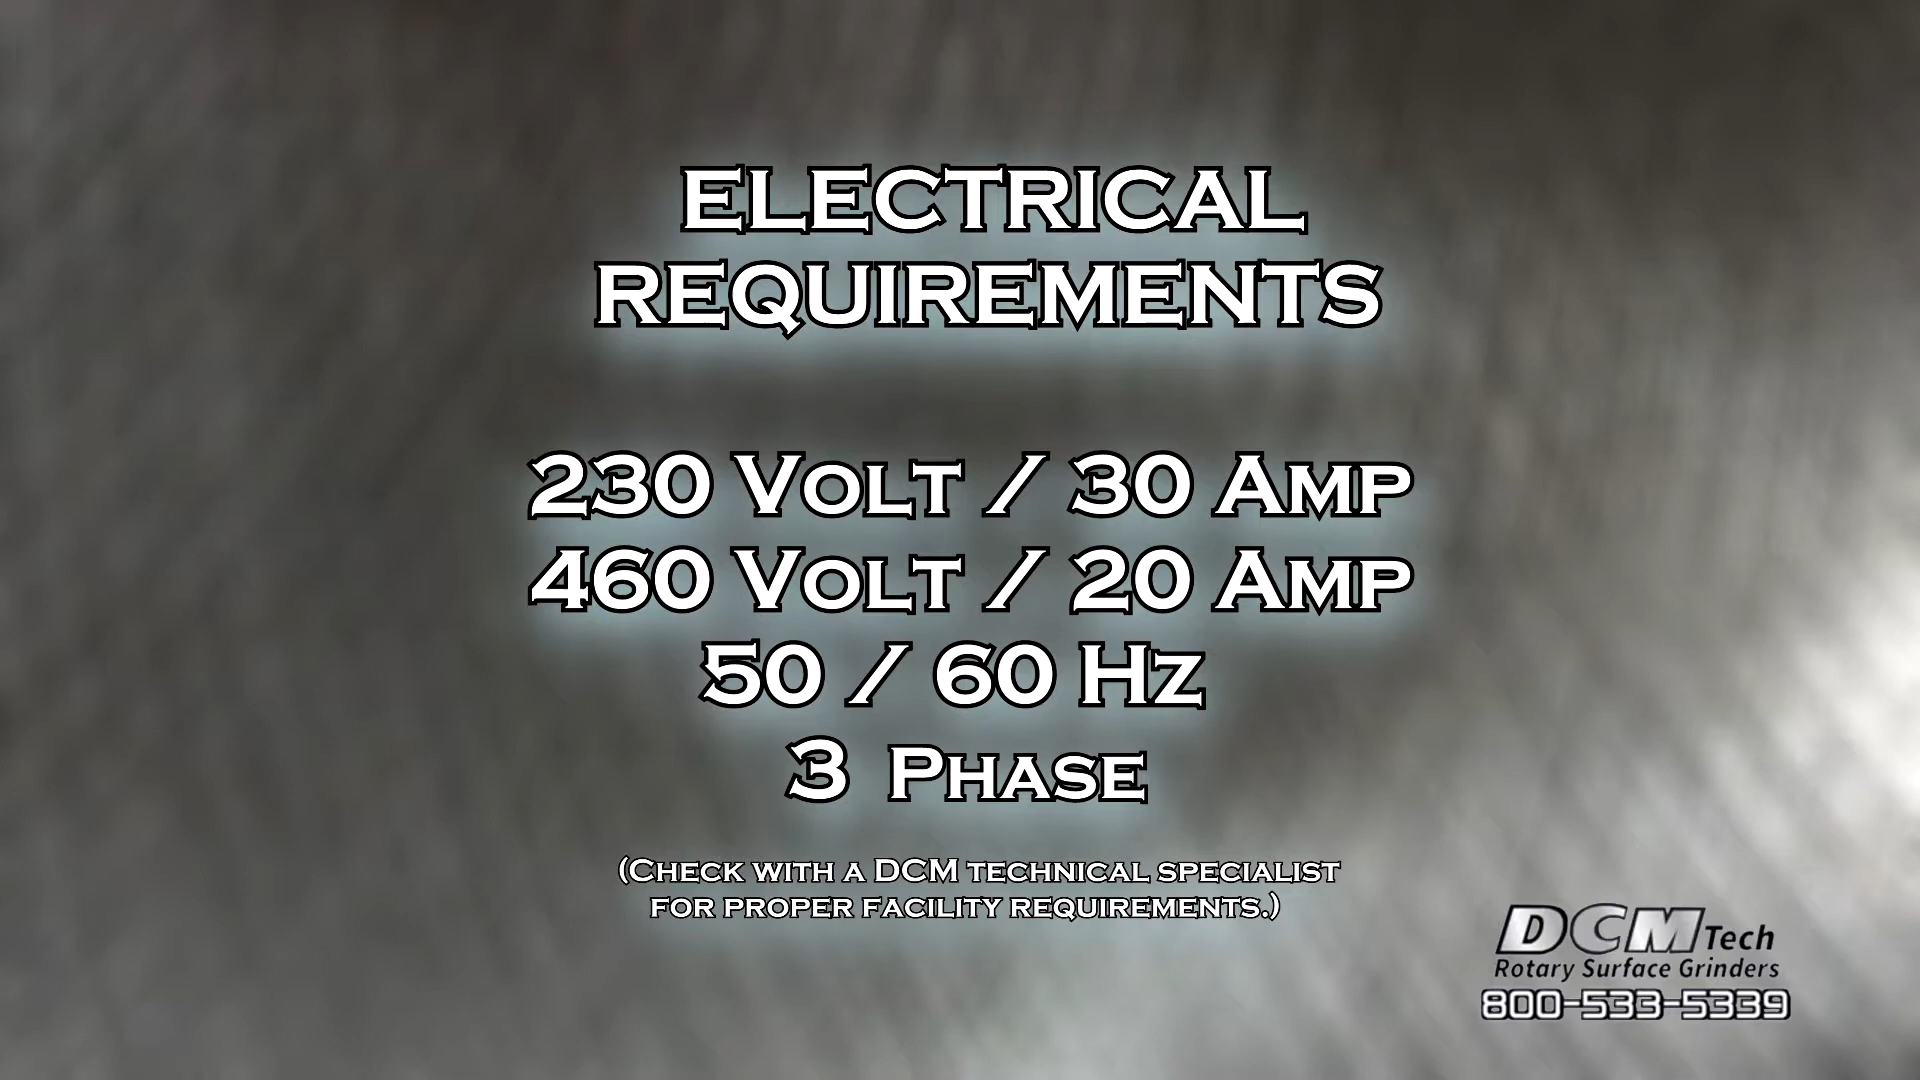 ELECTRICAL
REQUIREMENTS
230 VOLT / 30 AMP
460 VOLT / 20 AMP
50 / 60 HZ
3 PHASE
(CHECK WITH A DCM TECHNICAL SPECIALIST
FOR PROPER FACILITY REQUIREMENTS.)
DCM Tech
Rotary Surface Grinders
800-533-5339